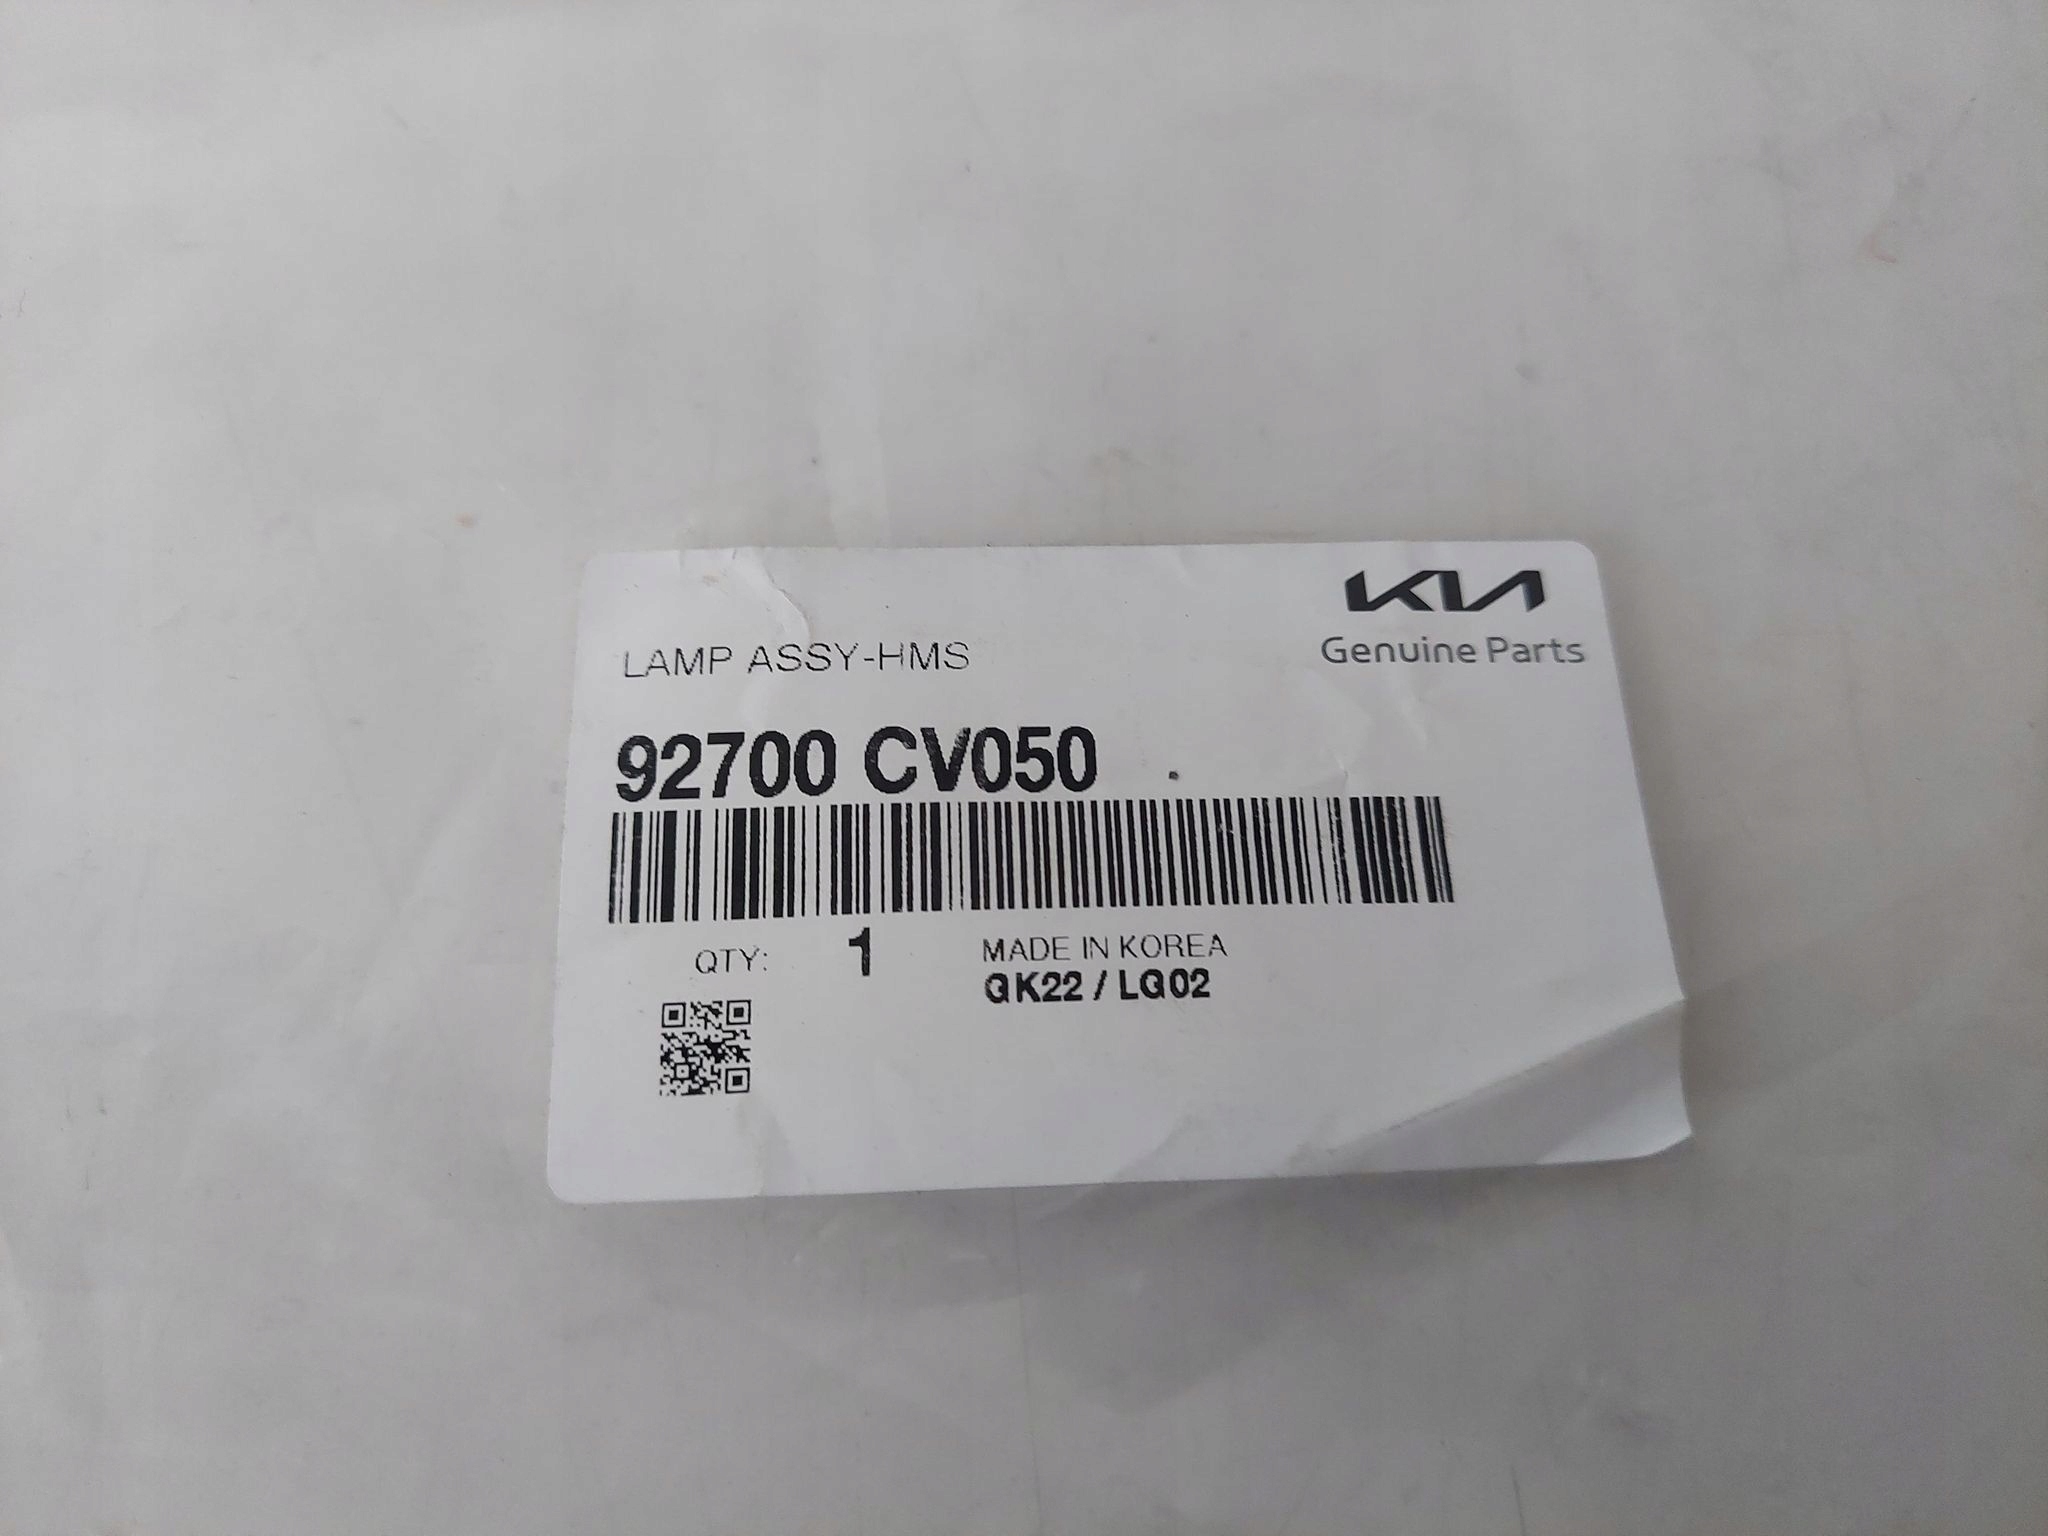 KIA
Genuine Parts
LAMP ASSY-HMS
92700 CV050
QTY: 1
MADE IN KOREA
QK22 / LQ02